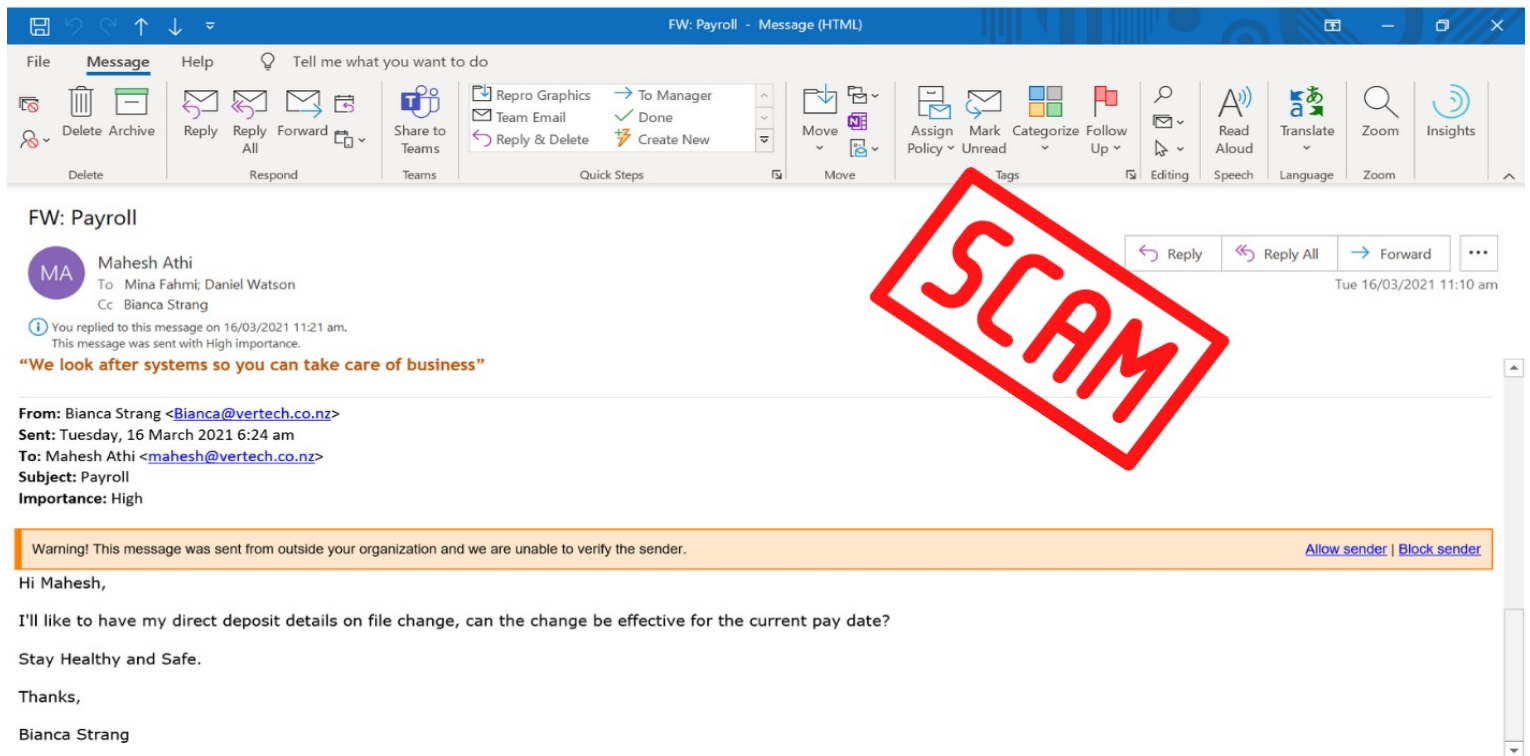 FW: Payroll - Message (HTML)
File Message Help Tell me what you want to do
Delete Archive
Reply Reply All Forward
Share to Teams
Repro Graphics To Manager
Team Email Done
Reply & Delete Create New
Move
Assign Policy Mark Unread Categorize Follow Up
Read Aloud
Translate
Zoom
Insights
Delete Respond Teams Quick Steps Move Tags Editing Speech Language Zoom
FW: Payroll
SCAM
MA
Mahesh Athi
To Mina Fahmi; Daniel Watson
Cc Bianca Strang
Reply Reply All Forward
Tue 16/03/2021 11:10 am
You replied to this message on 16/03/2021 11:21 am.
This message was sent with High importance.
“We look after systems so you can take care of business”
From: Bianca Strang <Bianca@vertech.co.nz>
Sent: Tuesday, 16 March 2021 6:24 am
To: Mahesh Athi <mahesh@vertech.co.nz>
Subject: Payroll
Importance: High
Warning! This message was sent from outside your organization and we are unable to verify the sender. Allow sender | Block sender
Hi Mahesh,
I'll like to have my direct deposit details on file change, can the change be effective for the current pay date?
Stay Healthy and Safe.
Thanks,
Bianca Strang